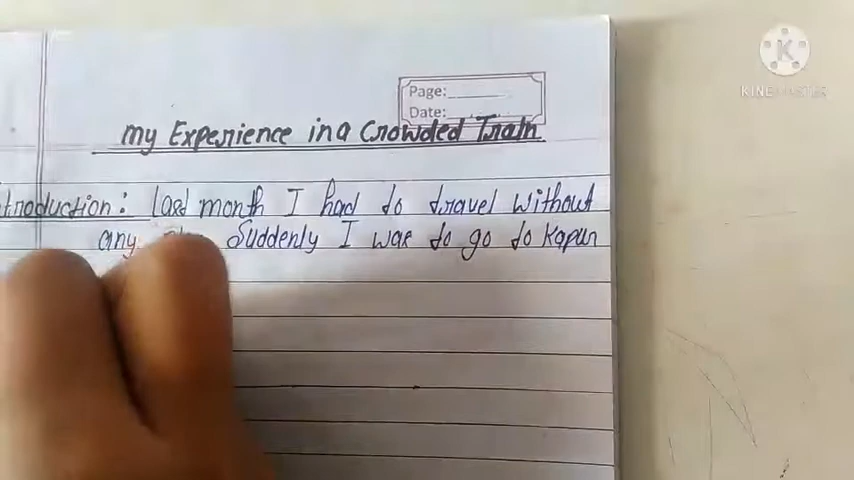 Page:
Date:
KINEMASTER
my Experience in a Crowded Train
ntroduction: last month I had to travel without
any Suddenly I was to go to Kapur